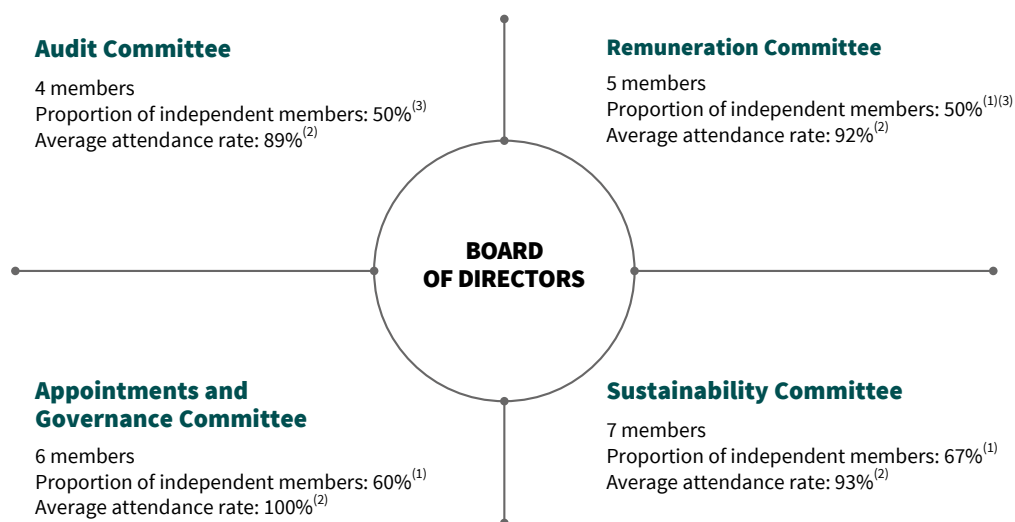 Audit Committee
4 members
Proportion of independent members: 50%(3)
Average attendance rate: 89%(2)
Remuneration Committee
5 members
Proportion of independent members: 50%(1)(3)
Average attendance rate: 92%(2)
BOARD
OF DIRECTORS
Appointments and
Governance Committee
6 members
Proportion of independent members: 60%(1)
Average attendance rate: 100%(2)
Sustainability Committee
7 members
Proportion of independent members: 67%(1)
Average attendance rate: 93%(2)